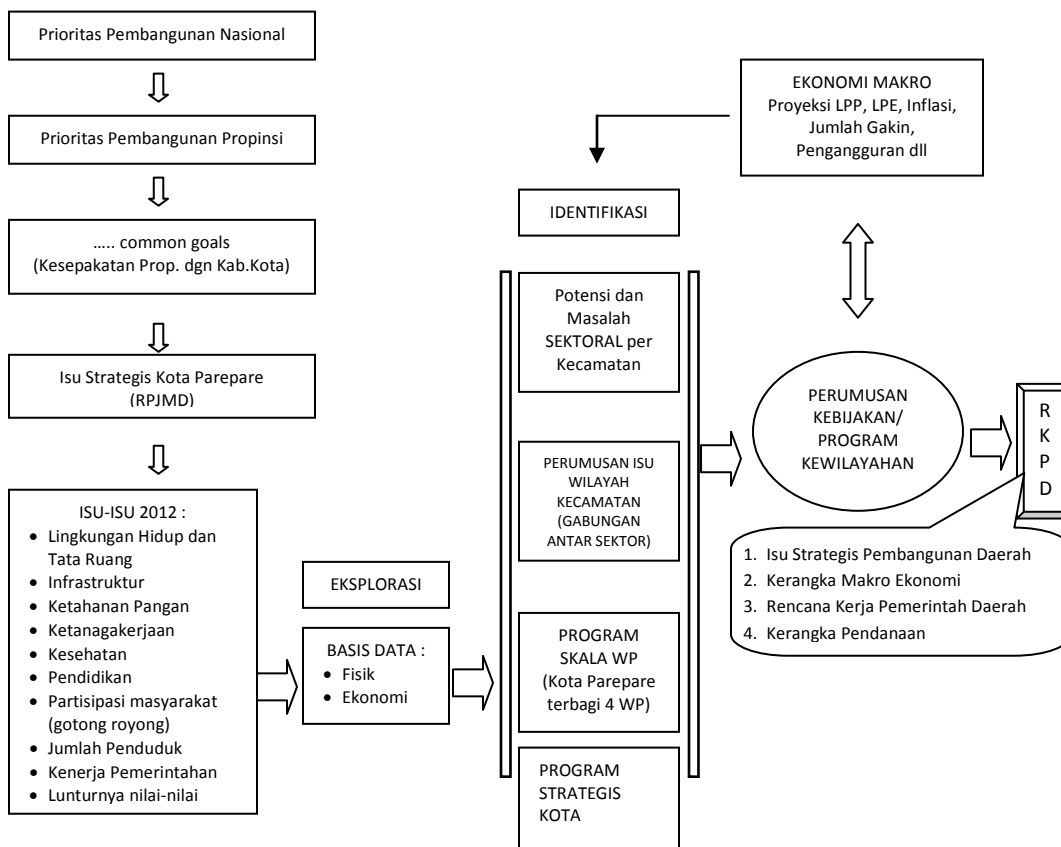 Prioritas Pembangunan Nasional
Prioritas Pembangunan Propinsi
….. common goals
(Kesepakatan Prop. dgn Kab.Kota)
Isu Strategis Kota Parepare
(RPJMD)
ISU-ISU 2012 :
• Lingkungan Hidup dan
Tata Ruang
• Infrastruktur
• Ketahanan Pangan
• Ketanagakerjaan
• Kesehatan
• Pendidikan
• Partisipasi masyarakat
(gotong royong)
• Jumlah Penduduk
• Kenerja Pemerintahan
• Lunturnya nilai-nilai
EKSPLORASI
BASIS DATA :
• Fisik
• Ekonomi
IDENTIFIKASI
Potensi dan
Masalah
SEKTORAL per
Kecamatan
PERUMUSAN ISU
WILAYAH
KECAMATAN
(GABUNGAN
ANTAR SEKTOR)
PROGRAM
SKALA WP
(Kota Parepare
terbagi 4 WP)
PROGRAM
STRATEGIS
KOTA
EKONOMI MAKRO
Proyeksi LPP, LPE, Inflasi,
Jumlah Gakin,
Pengangguran dll
PERUMUSAN
KEBIJAKAN/
PROGRAM
KEWILAYAHAN
R
K
P
D
1. Isu Strategis Pembangunan Daerah
2. Kerangka Makro Ekonomi
3. Rencana Kerja Pemerintah Daerah
4. Kerangka Pendanaan